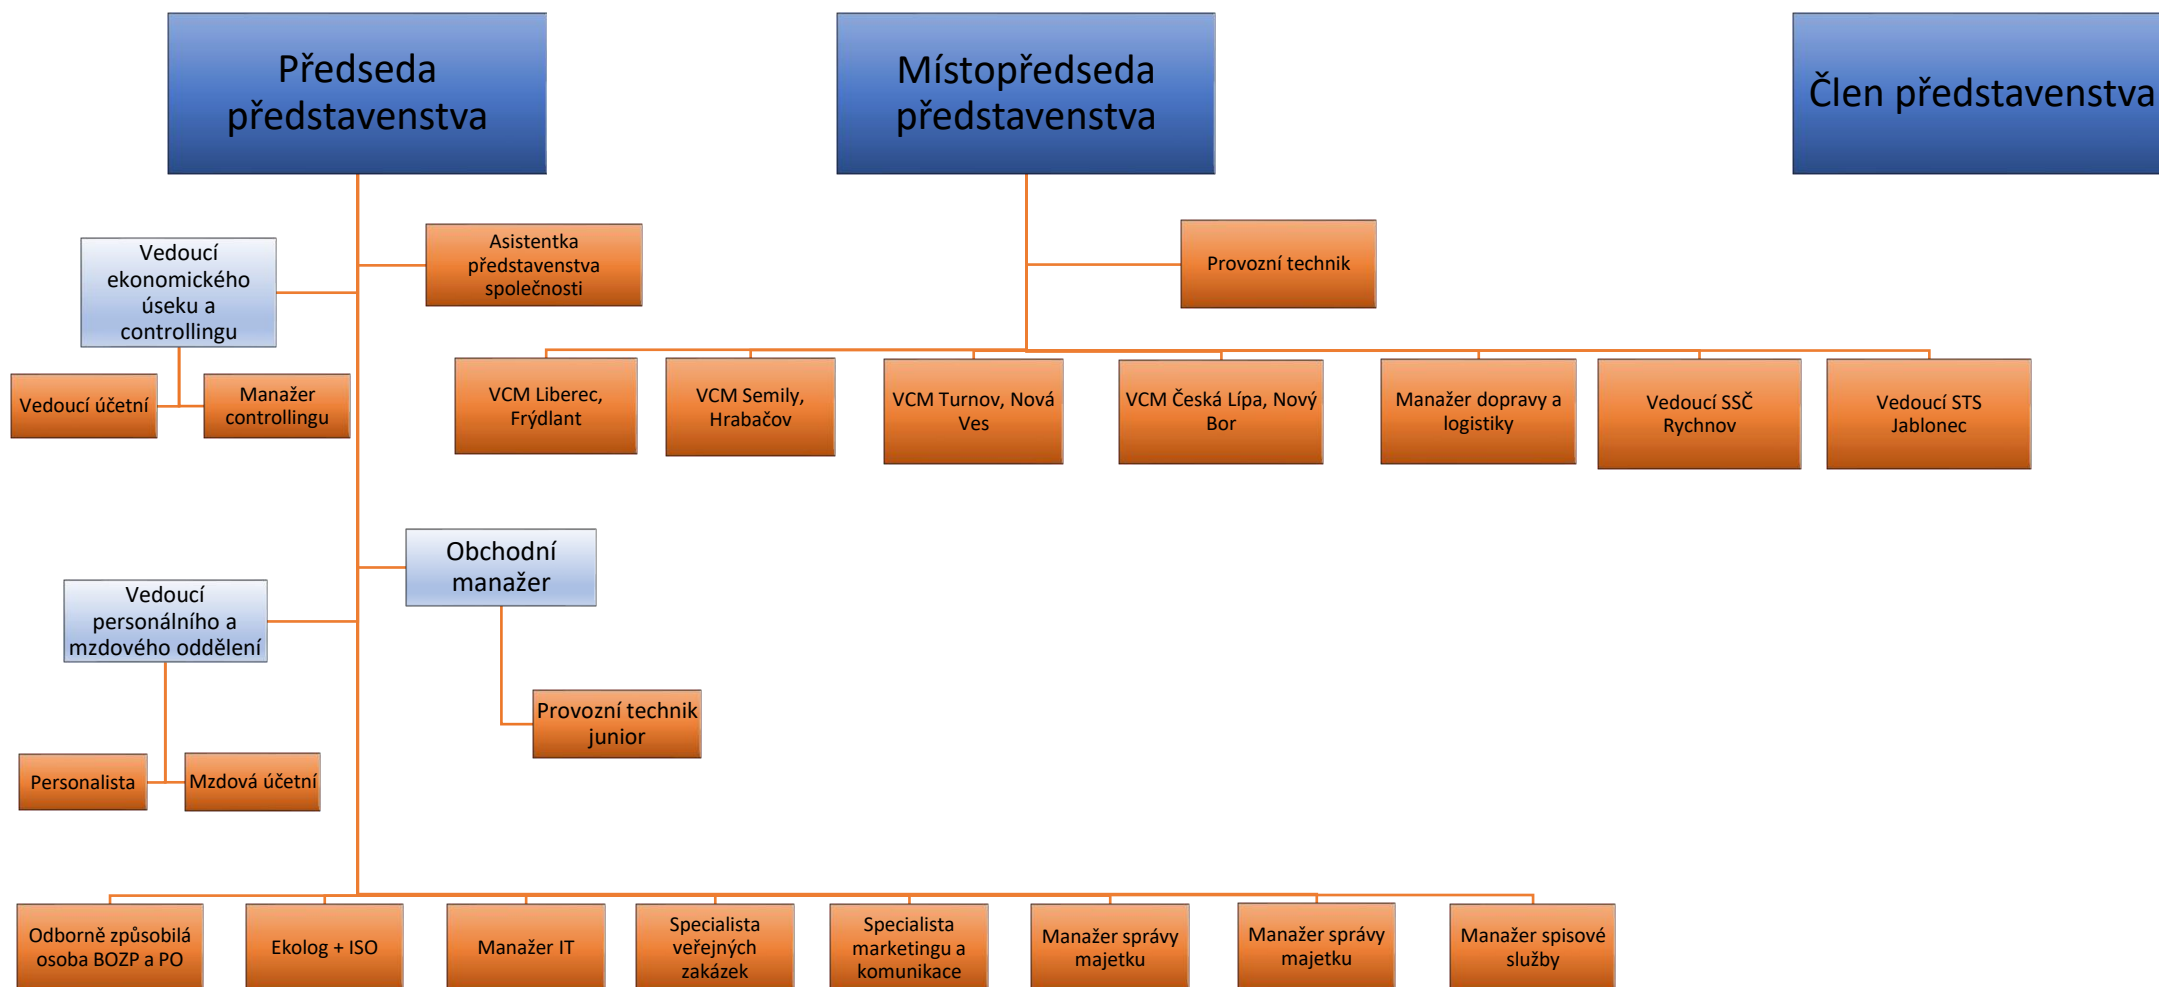 Předseda
představenstva
Místopředseda
představenstva
Člen představenstva
Vedoucí
ekonomického
úseku a
controllingu
Asistentka
představenstva
společnosti
Provozní technik
Vedoucí účetní
Manažer
controllingu
VCM Liberec,
Frýdlant
VCM Semily,
Hrabačov
VCM Turnov, Nová
Ves
VCM Česká Lípa, Nový
Bor
Manažer dopravy a
logistiky
Vedoucí SSČ
Rychnov
Vedoucí STS
Jablonec
Obchodní
manažer
Vedoucí
personálního a
mzdového oddělení
Provozní technik
junior
Personalista
Mzdová účetní
Odborně způsobilá
osoba BOZP a PO
Ekolog + ISO
Manažer IT
Specialista
veřejných
zakázek
Specialista
marketingu a
komunikace
Manažer správy
majetku
Manažer správy
majetku
Manažer spisové
služby